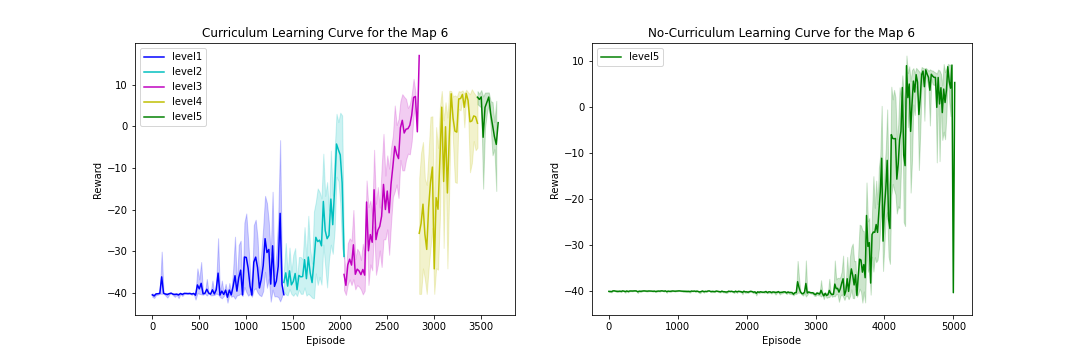 Curriculum Learning Curve for the Map 6
level1
level2
level3
level4
level5
10
0
−10
−20
−30
−40
Reward
0
500
1000
1500
2000
2500
3000
3500
Episode
No-Curriculum Learning Curve for the Map 6
level5
10
0
−10
−20
−30
−40
Reward
0
1000
2000
3000
4000
5000
Episode